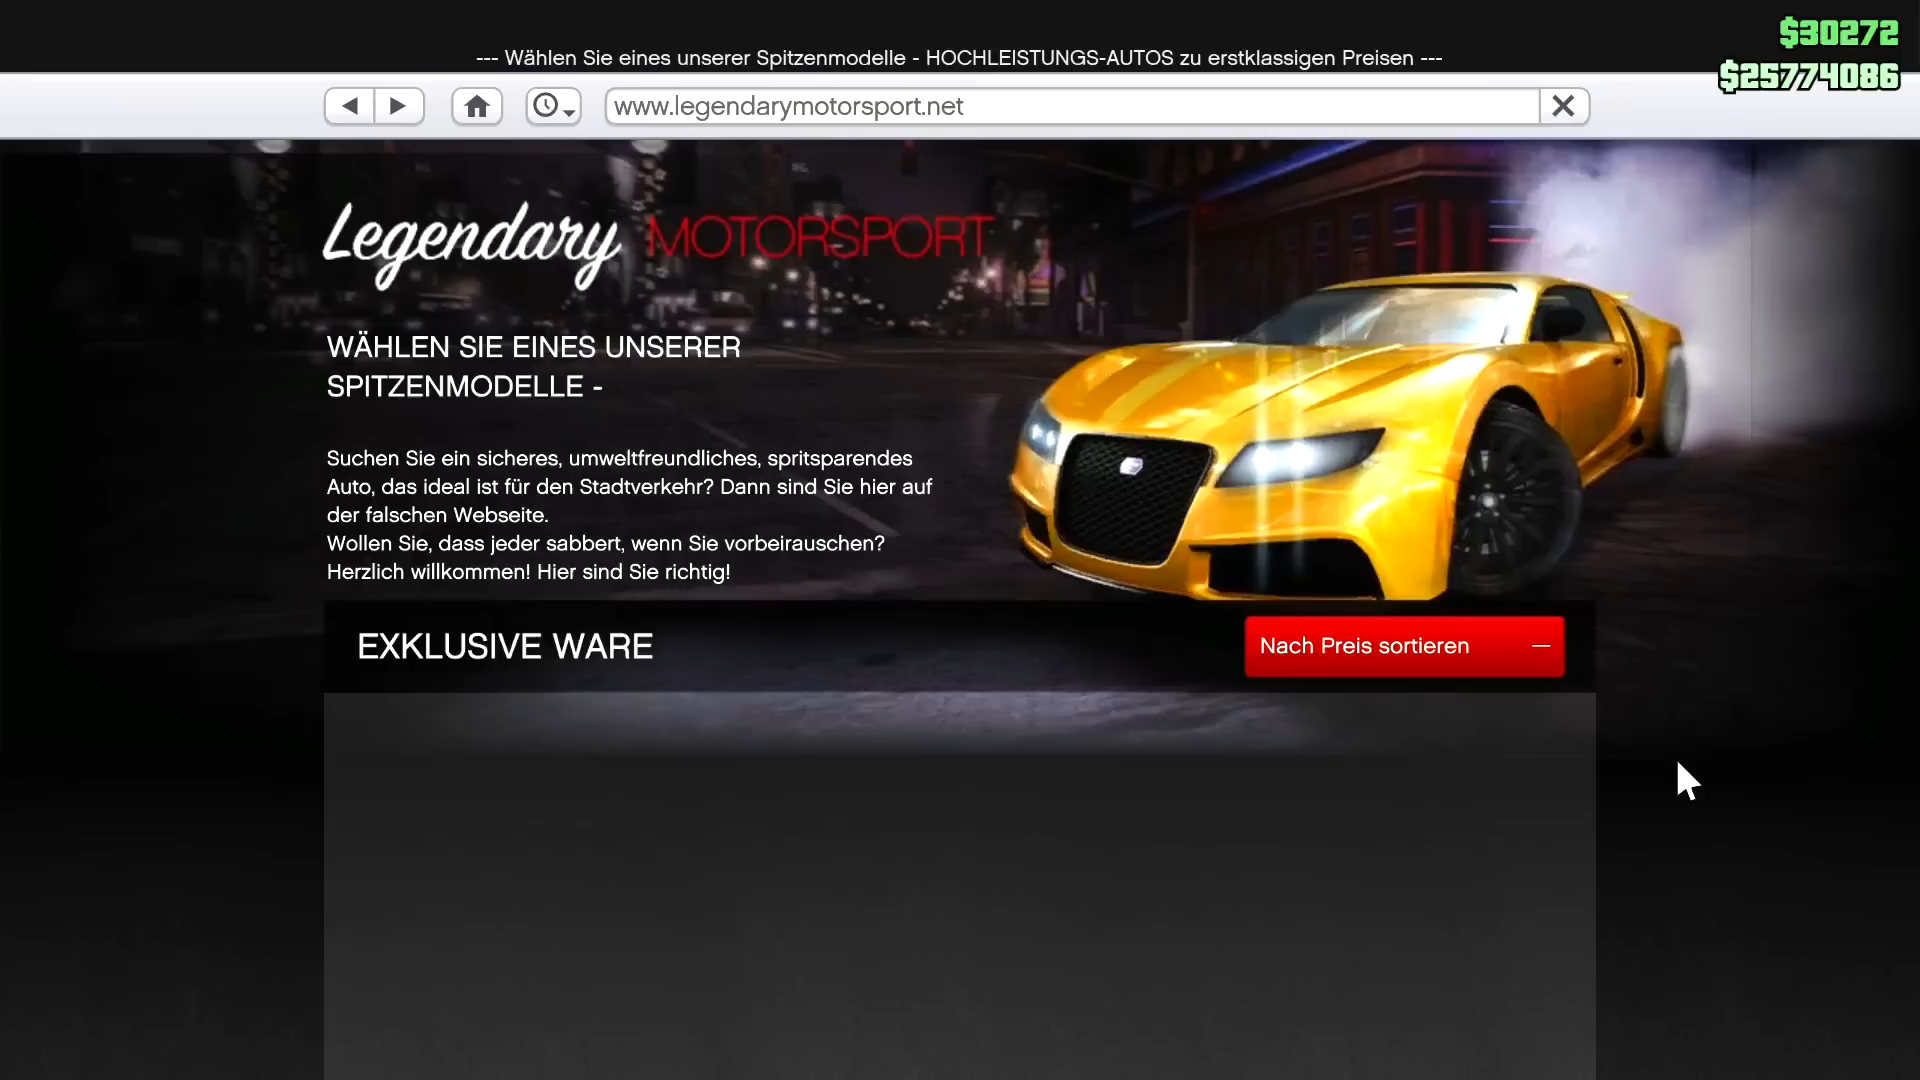 $30272
--- Wählen Sie eines unserer Spitzenmodelle - HOCHLEISTUNGS-AUTOS zu erstklassigen Preisen ---
$25774086
www.legendarymotorsport.net
Legendary MOTORSPORT
WÄHLEN SIE EINES UNSERER
SPITZENMODELLE -
Suchen Sie ein sicheres, umweltfreundliches, spritsparendes
Auto, das ideal ist für den Stadtverkehr? Dann sind Sie hier auf
der falschen Webseite.
Wollen Sie, dass jeder sabbert, wenn Sie vorbeirauschen?
Herzlich willkommen! Hier sind Sie richtig!
EXKLUSIVE WARE
Nach Preis sortieren